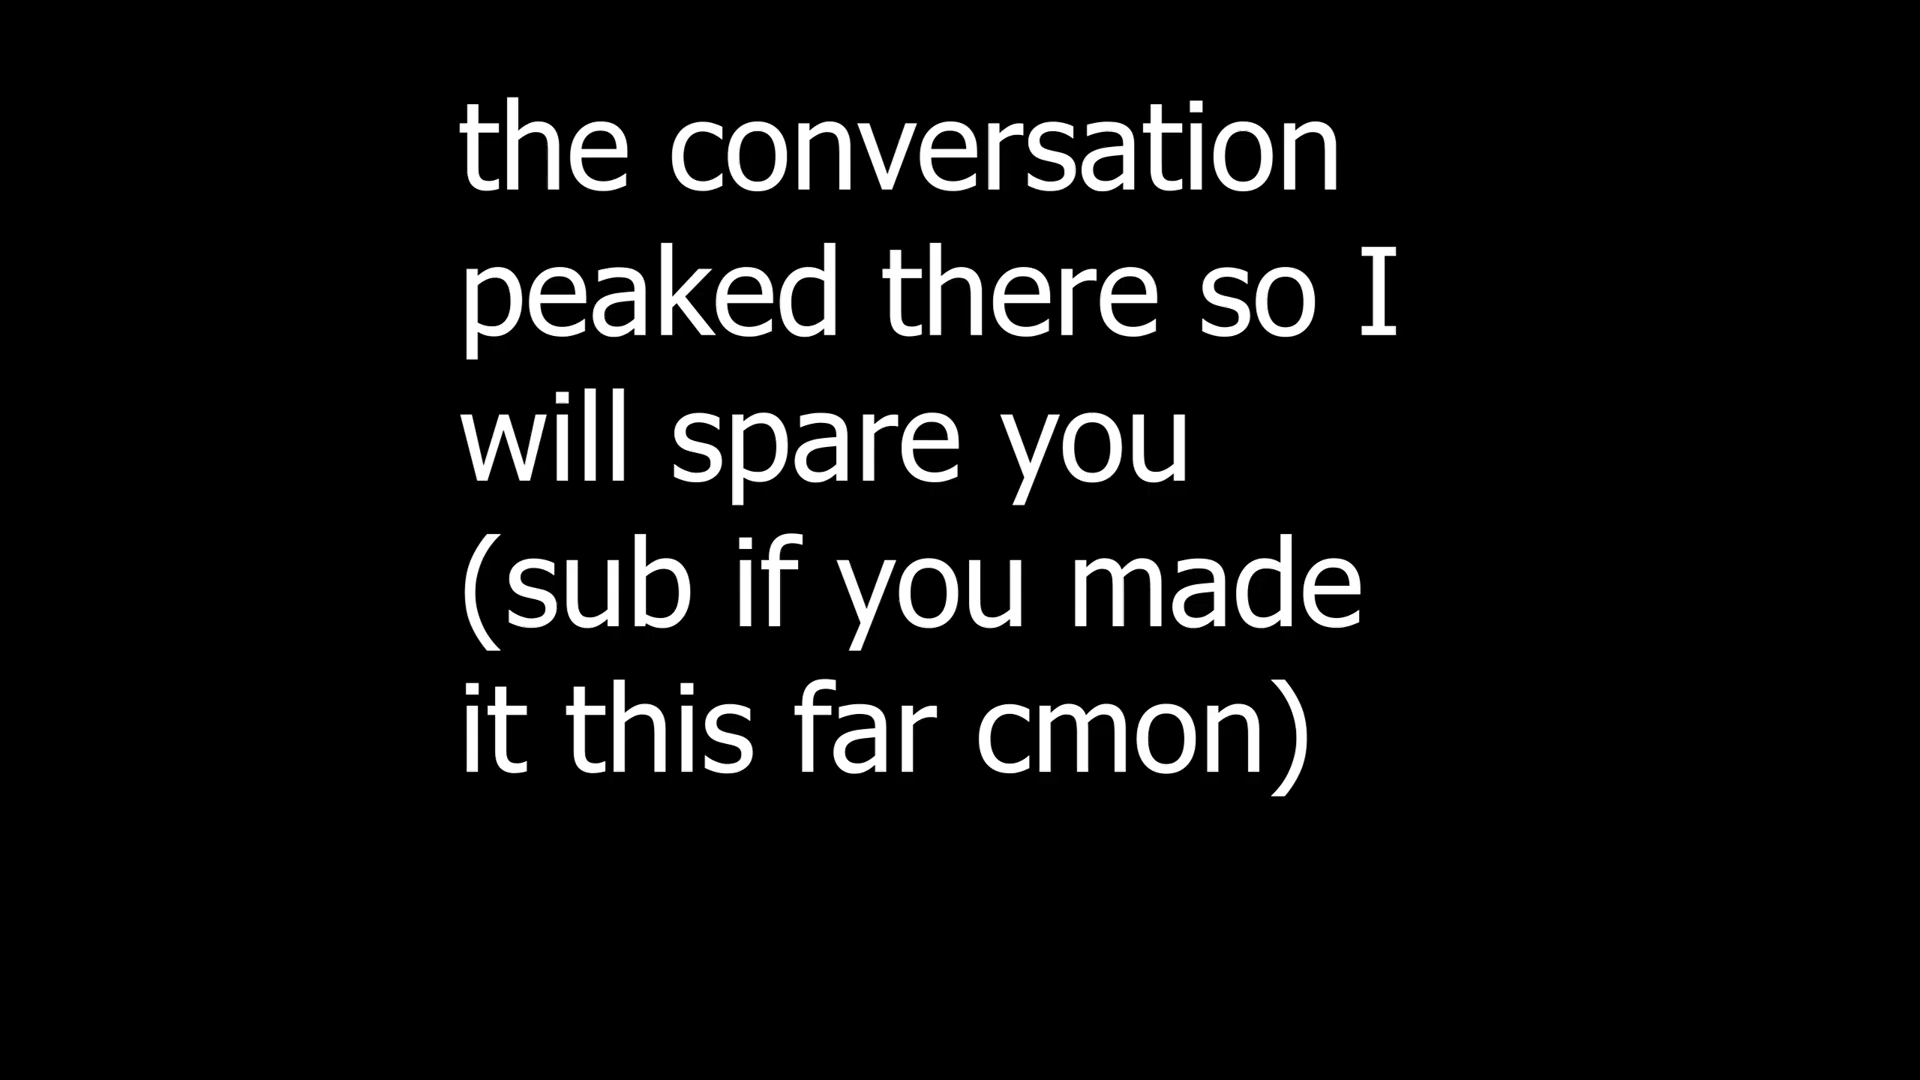 the conversation
peaked there so I
will spare you
(sub if you made
it this far cmon)